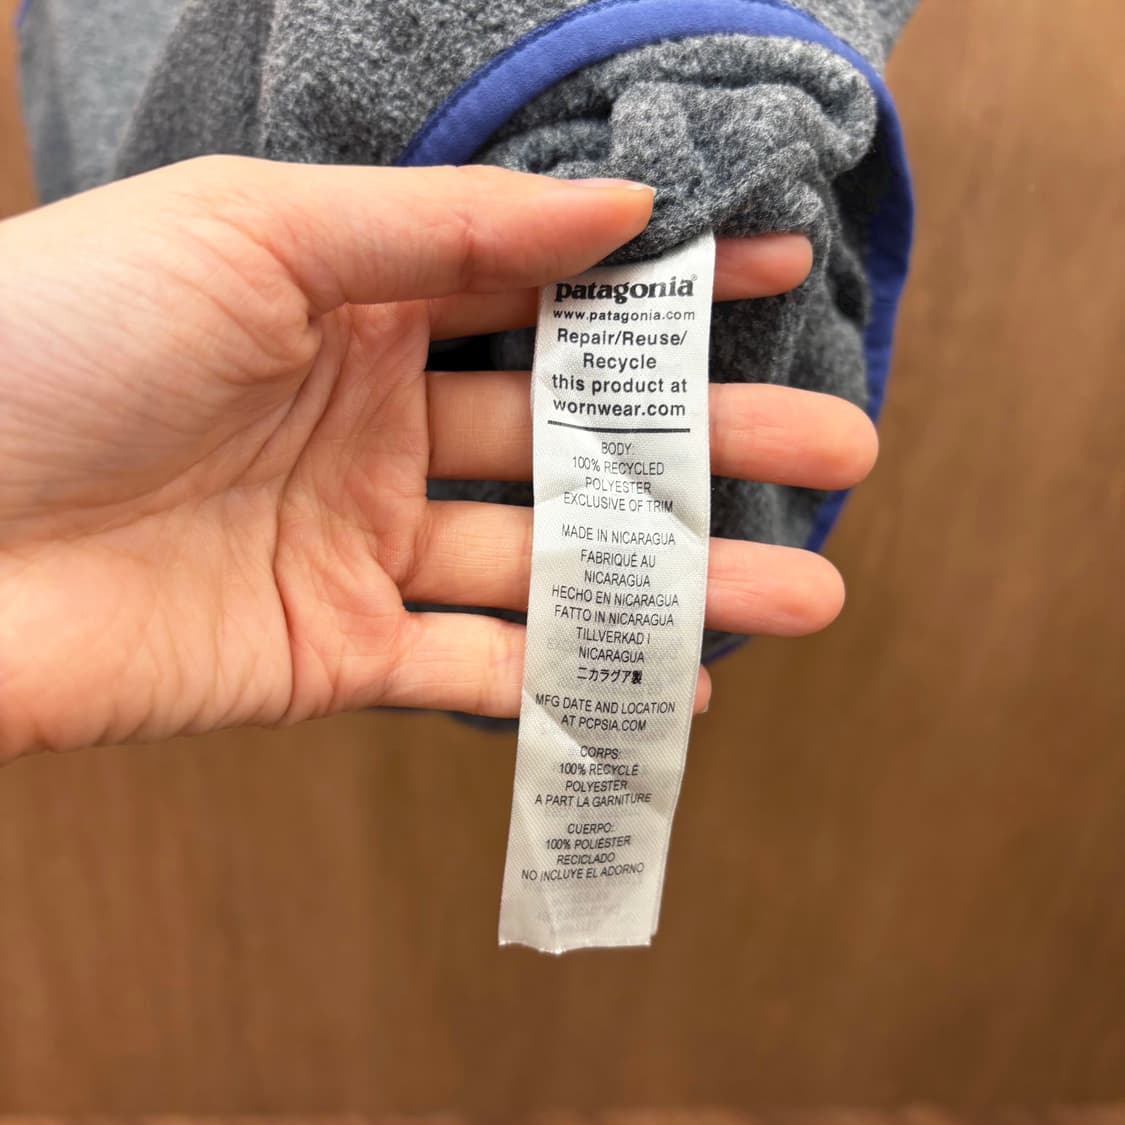 patagonia®
www.patagonia.com
Repair/Reuse/
Recycle
this product at
wornwear.com
BODY:
100% RECYCLED
POLYESTER
EXCLUSIVE OF TRIM
MADE IN NICARAGUA
FABRIQUÉ AU
NICARAGUA
HECHO EN NICARAGUA
FATTO IN NICARAGUA
TILLVERKAD I
NICARAGUA
ニカラグア製
MFG DATE AND LOCATION
AT PCPSIA.COM
CORPS:
100% RECYCLÉ
POLYESTER
A PART LA GARNITURE
CUERPO:
100% POLIÉSTER
RECICLADO
NO INCLUYE EL ADORNO